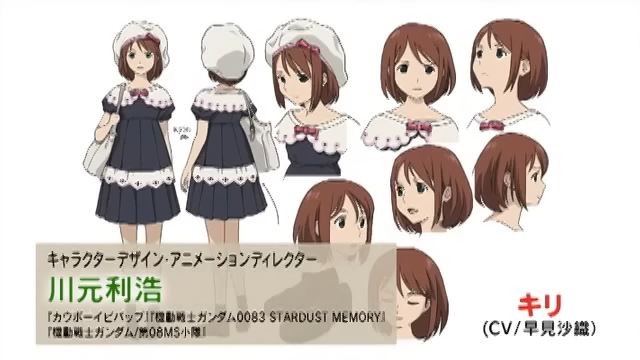 キャラクターデザイン・アニメーションディレクター
川元利浩
『カウボーイビバップ』『機動戦士ガンダム0083 STARDUST MEMORY』
『機動戦士ガンダム/第08MS小隊』
キリ
(CV/早見沙織)